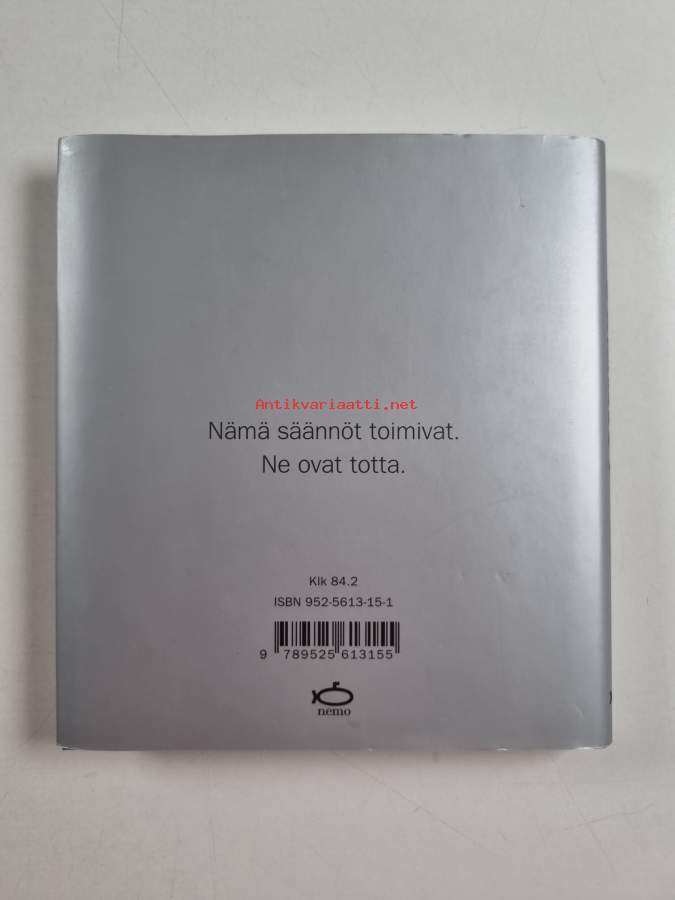 Antikvariaatti.net
Nämä säännöt toimivat.
Ne ovat totta.
Klk 84.2
ISBN 952-5613-15-1
9 789525 613155
nemo